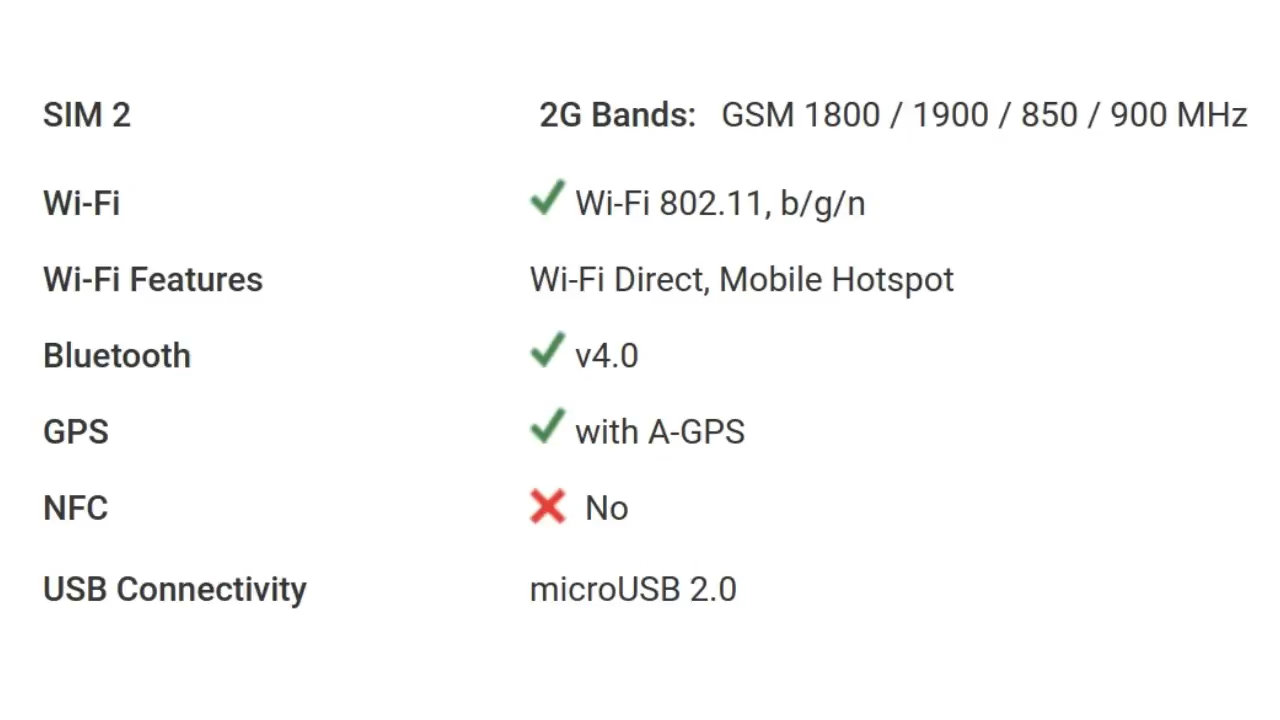 SIM 2 2G Bands: GSM 1800 / 1900 / 850 / 900 MHz
Wi-Fi Wi-Fi 802.11, b/g/n
Wi-Fi Features Wi-Fi Direct, Mobile Hotspot
Bluetooth v4.0
GPS with A-GPS
NFC No
USB Connectivity microUSB 2.0